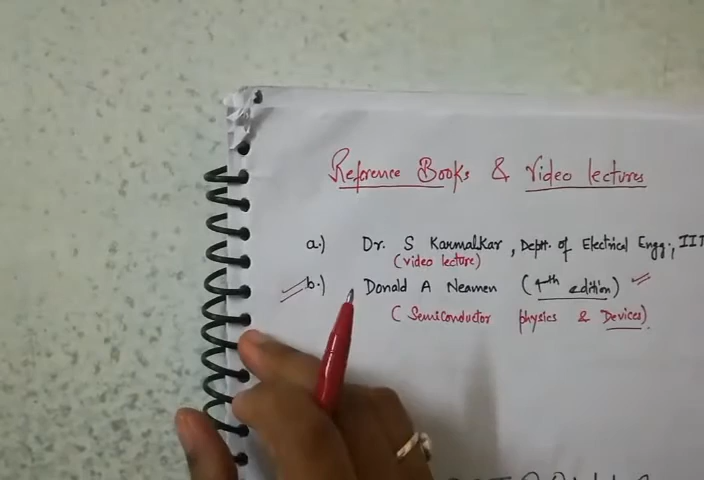 Reference Books & Video lectures
a.) Dr. S Karmalkar, Deptt. of Electrical Engg., IIT
(video lecture)
b.) Donald A Neamen (4th edition)
(Semiconductor physics & Devices).